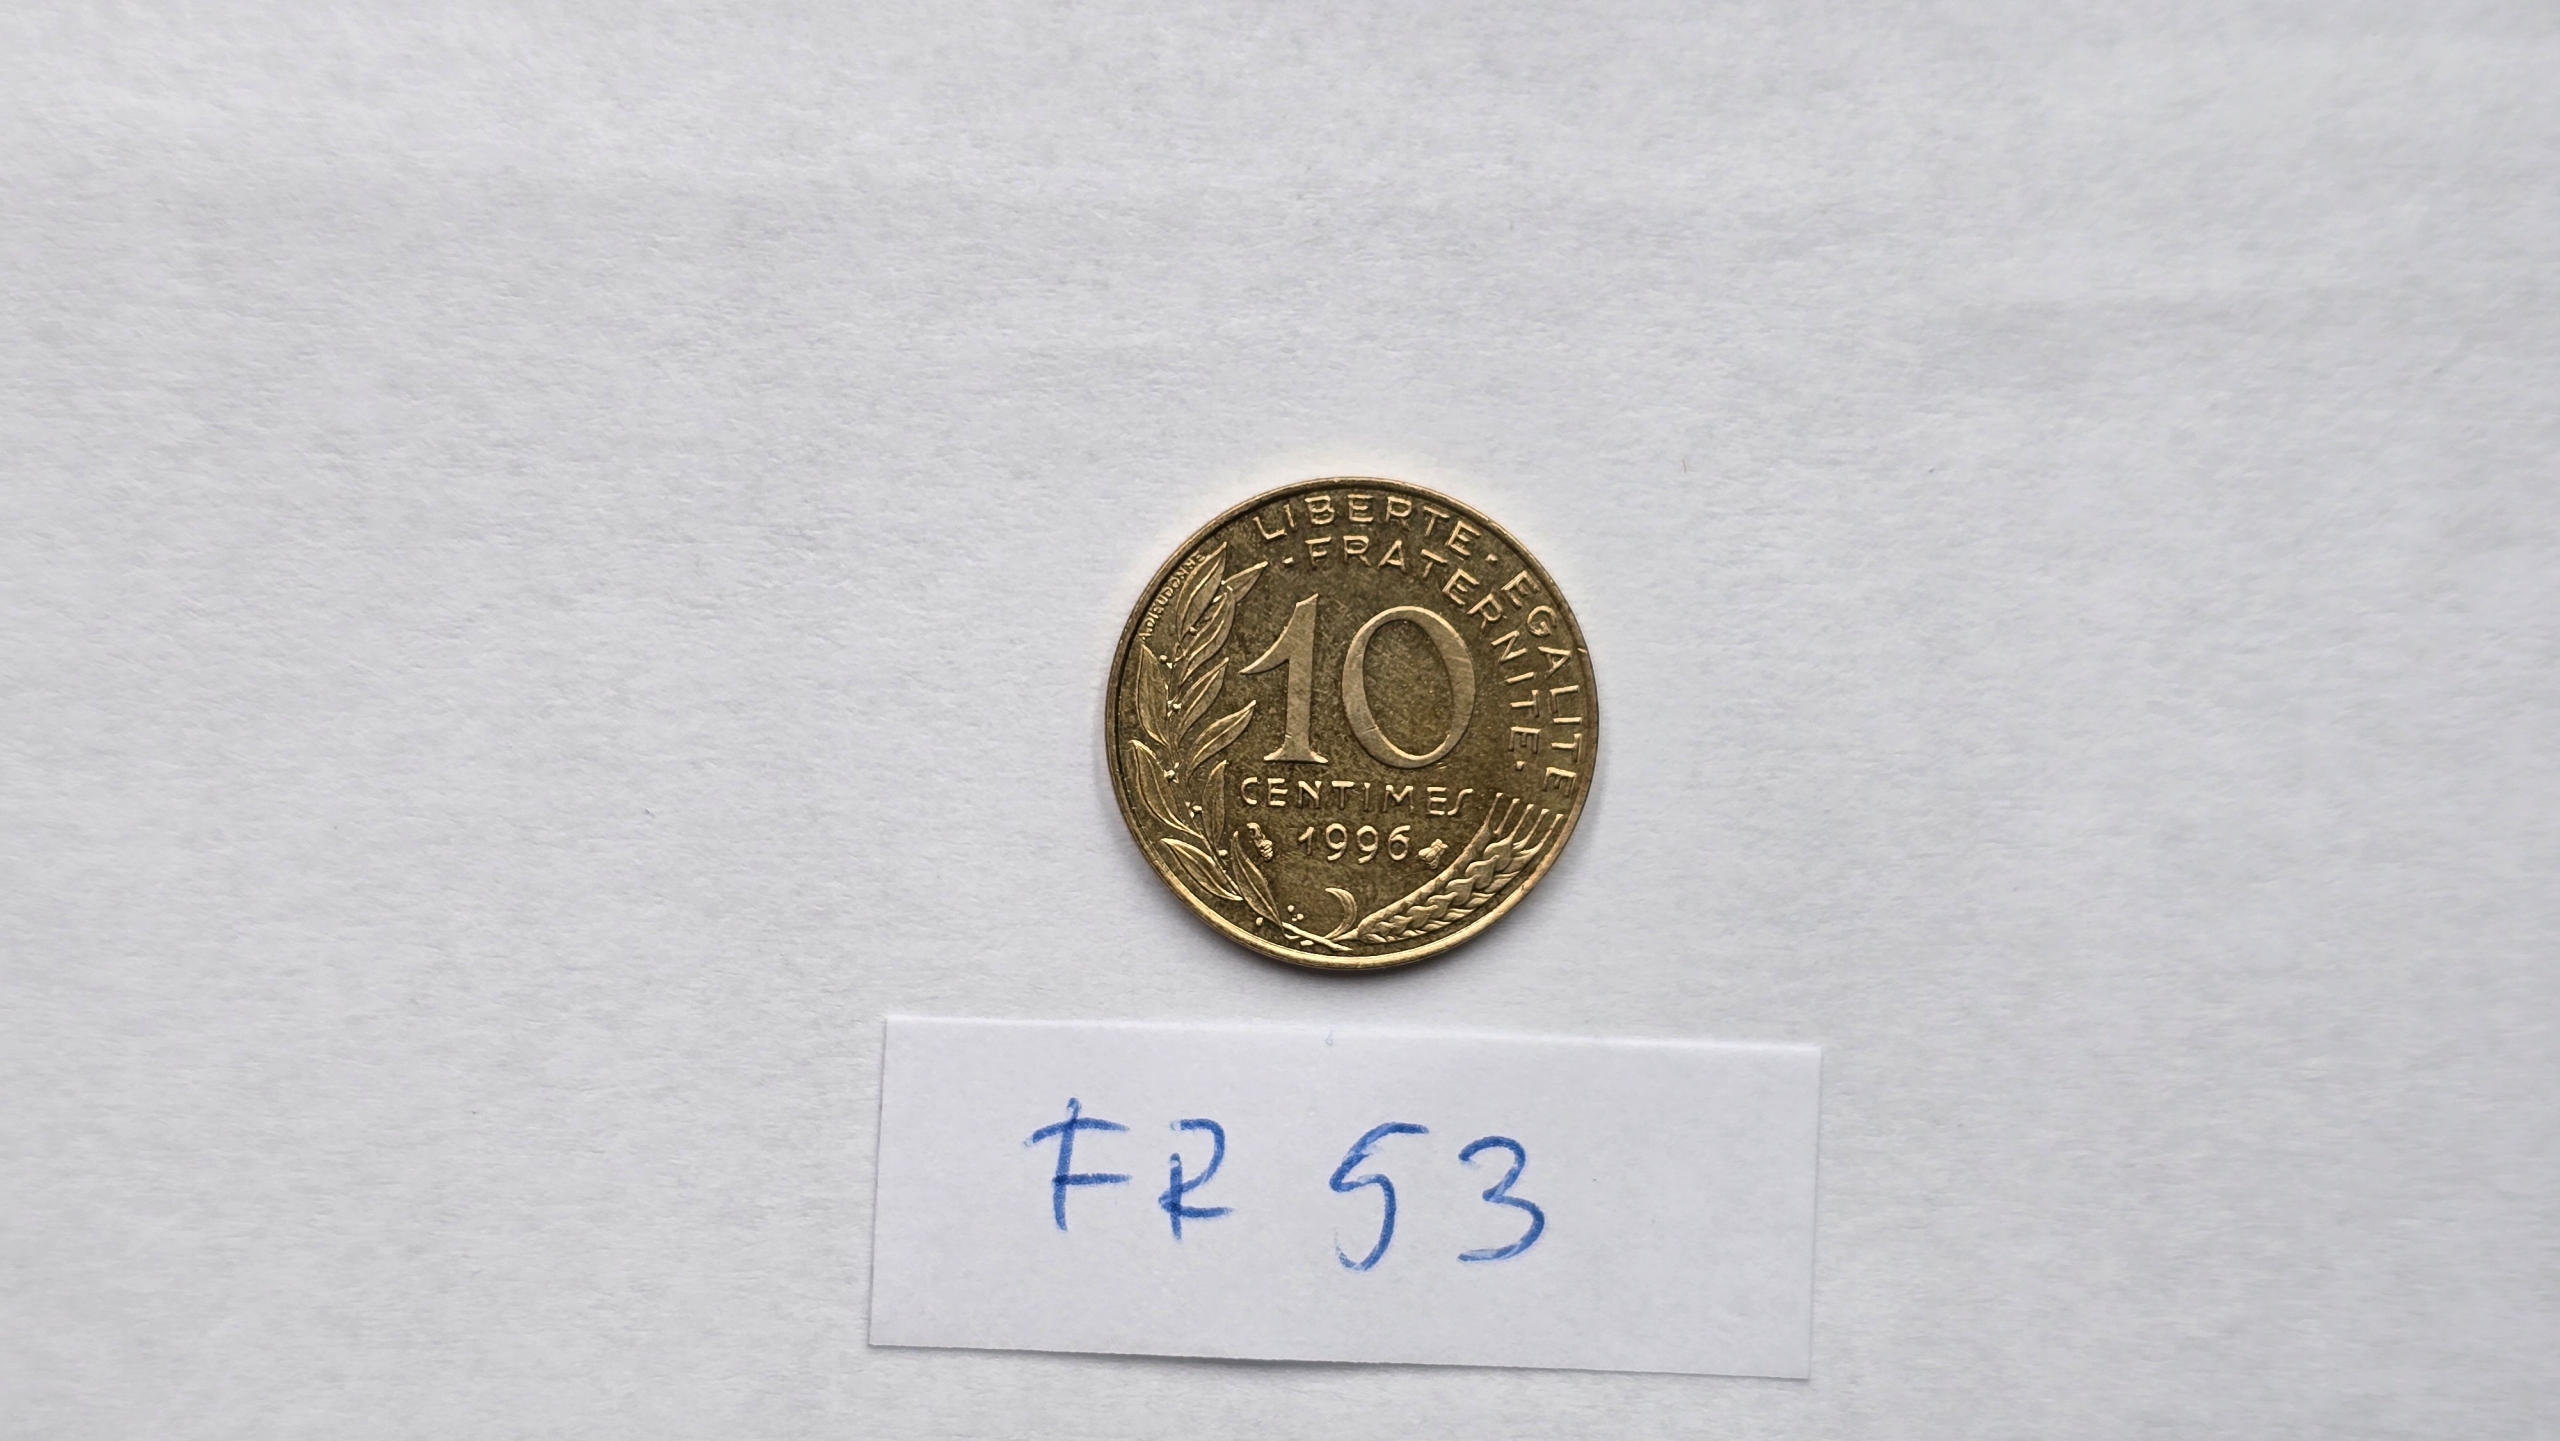 LIBERTE · EGALITE
· FRATERNITE ·
10
CENTIMES
1996
FR 53